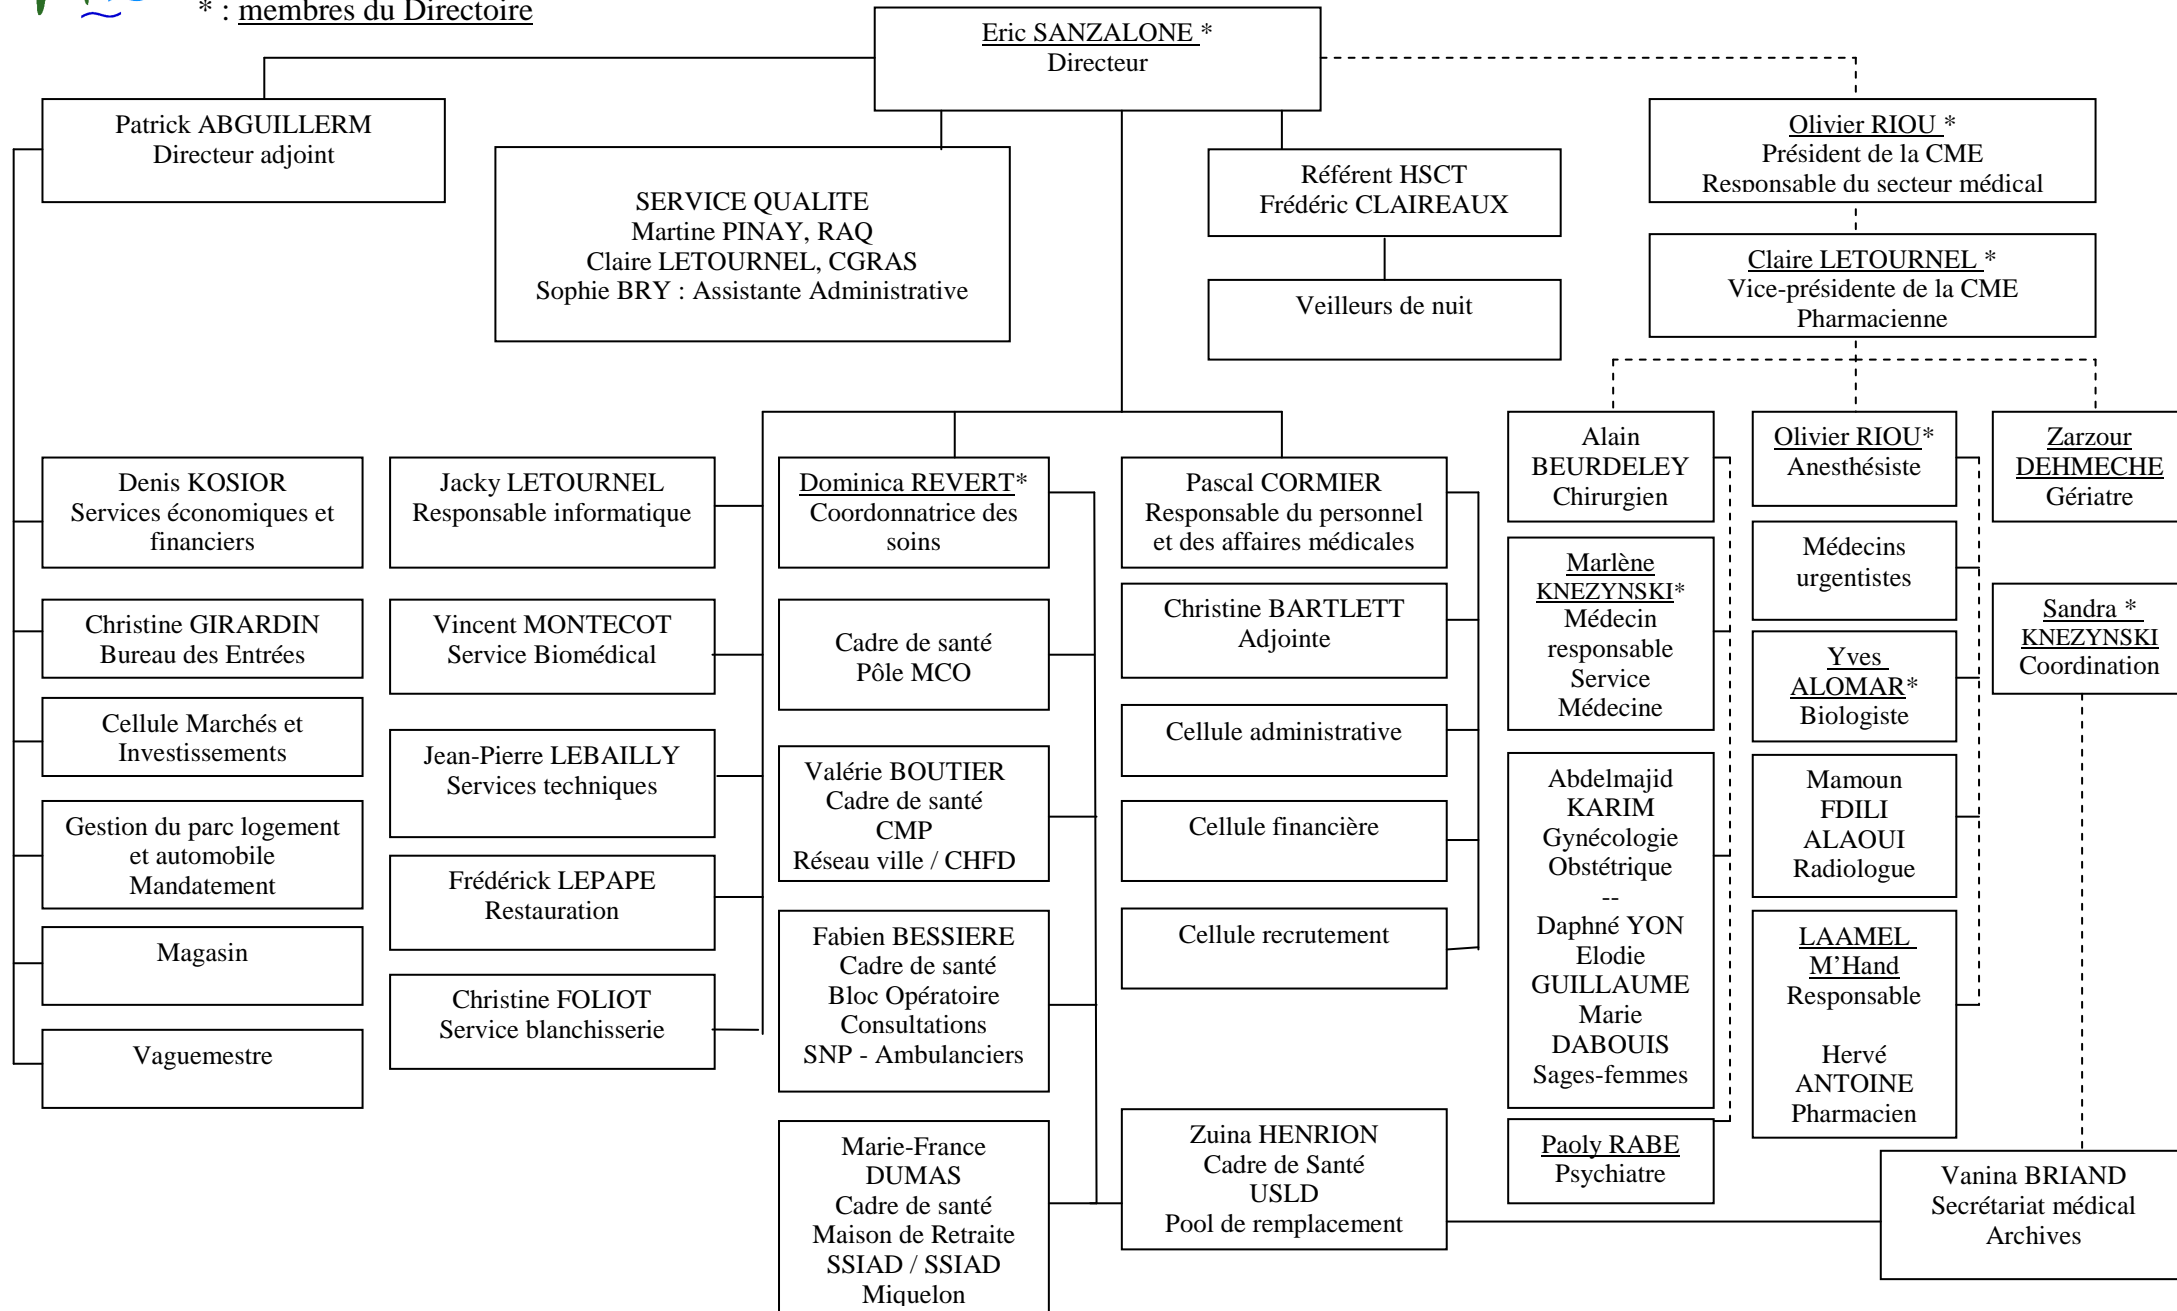 * : membres du Directoire
Eric SANZALONE *
Directeur
Patrick ABGUILLERM
Directeur adjoint
SERVICE QUALITE
Martine PINAY, RAQ
Claire LETOURNEL, CGRAS
Sophie BRY : Assistante Administrative
Référent HSCT
Frédéric CLAIREAUX
Veilleurs de nuit
Olivier RIOU *
Président de la CME
Responsable du secteur médical
Claire LETOURNEL *
Vice-présidente de la CME
Pharmacienne
Denis KOSIOR
Services économiques et
financiers
Christine GIRARDIN
Bureau des Entrées
Cellule Marchés et
Investissements
Gestion du parc logement
et automobile
Mandatement
Magasin
Vaguemestre
Jacky LETOURNEL
Responsable informatique
Vincent MONTECOT
Service Biomédical
Jean-Pierre LEBAILLY
Services techniques
Frédérick LEPAPE
Restauration
Christine FOLIOT
Service blanchisserie
Dominica REVERT*
Coordonnatrice des
soins
Cadre de santé
Pôle MCO
Valérie BOUTIER
Cadre de santé
CMP
Réseau ville / CHFD
Fabien BESSIERE
Cadre de santé
Bloc Opératoire
Consultations
SNP - Ambulanciers
Marie-France
DUMAS
Cadre de santé
Maison de Retraite
SSIAD / SSIAD
Miquelon
Pascal CORMIER
Responsable du personnel
et des affaires médicales
Christine BARTLETT
Adjointe
Cellule administrative
Cellule financière
Cellule recrutement
Zuina HENRION
Cadre de Santé
USLD
Pool de remplacement
Alain
BEURDELEY
Chirurgien
Marlène
KNEZYNSKI*
Médecin
responsable
Service
Médecine
Abdelmajid
KARIM
Gynécologie
Obstétrique
--
Daphné YON
Elodie
GUILLAUME
Marie
DABOUIS
Sages-femmes
Paoly RABE
Psychiatre
Olivier RIOU*
Anesthésiste
Médecins
urgentistes
Yves
ALOMAR*
Biologiste
Mamoun
FDILI
ALAOUI
Radiologue
LAAMEL
M’Hand
Responsable
Hervé
ANTOINE
Pharmacien
Zarzour
DEHMECHE
Gériatre
Sandra *
KNEZYNSKI
Coordination
Vanina BRIAND
Secrétariat médical
Archives